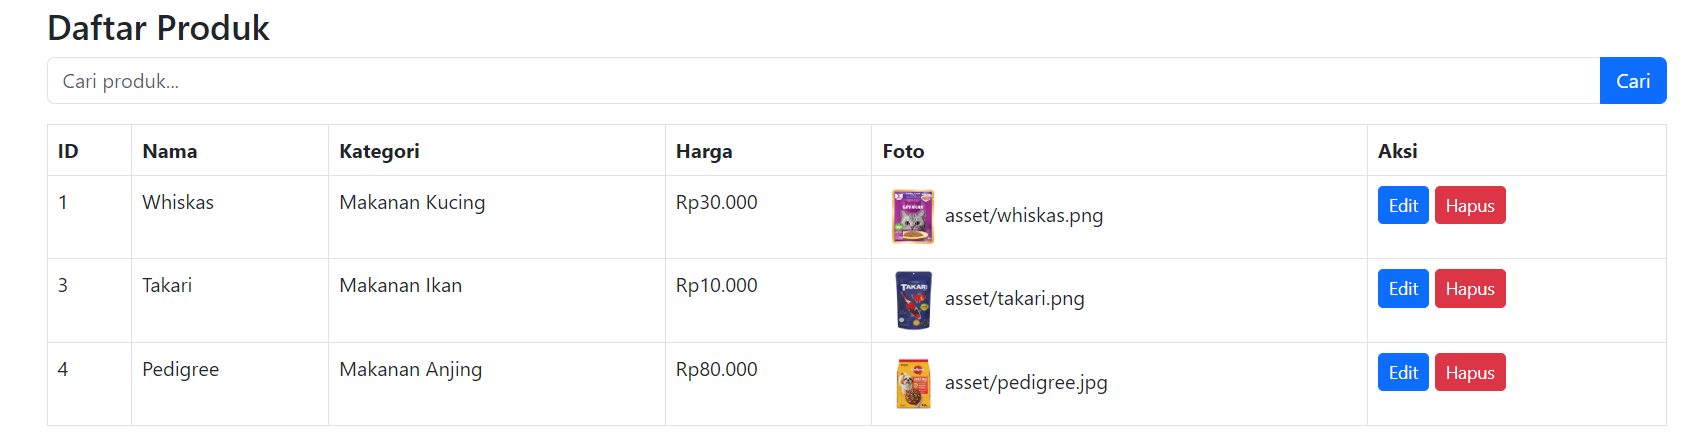 Daftar Produk
Cari produk...
Cari
ID Nama Kategori Harga Foto Aksi
1 Whiskas Makanan Kucing Rp30.000 asset/whiskas.png Edit Hapus
3 Takari Makanan Ikan Rp10.000 TAKARI asset/takari.png Edit Hapus
4 Pedigree Makanan Anjing Rp80.000 asset/pedigree.jpg Edit Hapus